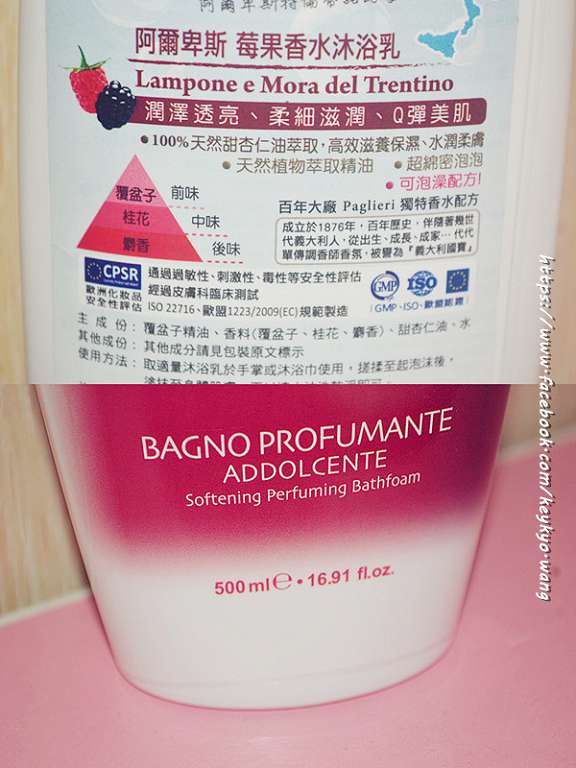 阿爾卑斯 莓果香水沐浴乳
Lampone e Mora del Trentino
潤澤透亮、柔細滋潤、Q彈美肌
●100%天然甜杏仁油萃取，高效滋養保濕、水潤柔膚
●天然植物萃取精油 ●超綿密泡泡
●可泡澡配方!
覆盆子 前味
桂花 中味
麝香 後味
百年大廠 Paglieri 獨特香水配方
成立於1876年，百年歷史，伴隨著幾世
代義大利人，從出生、成長、成家…代代
單傳調香師香氛，被譽為『義大利國寶』
CPSR
歐洲化妝品
安全性評估
通過過敏性、刺激性、毒性等安全性評估
經過皮膚科臨床測試
ISO 22716、歐盟1223/2009(EC)規範製造
GMP ISO
GMP、ISO、歐盟認證
主成份：覆盆子精油、香料(覆盆子、桂花、麝香)、甜杏仁油、水
其他成份：其他成分請見包裝原文標示
使用方法：取適量沐浴乳於手掌或沐浴巾使用，搓揉至起泡沫後，
BAGNO PROFUMANTE
ADDOLCENTE
Softening Perfuming Bathfoam
500 ml e • 16.91 fl.oz.
https://www.facebook.com/keykyo.wang